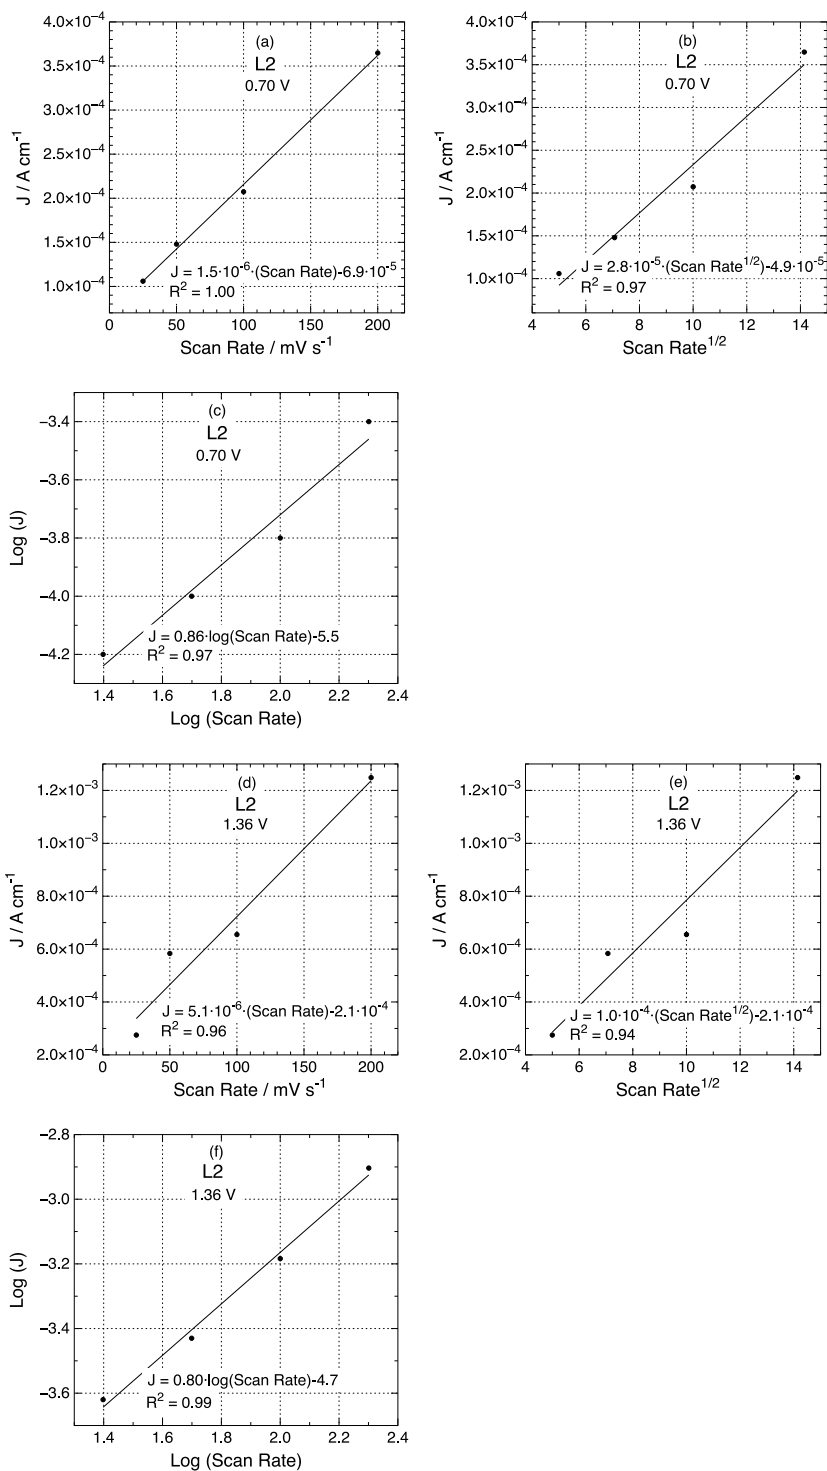 (a)
L2
0.70 V
4.0×10⁻⁴
3.5×10⁻⁴
3.0×10⁻⁴
2.5×10⁻⁴
2.0×10⁻⁴
1.5×10⁻⁴
1.0×10⁻⁴
J / A cm⁻¹
J = 1.5·10⁻⁶·(Scan Rate)-6.9·10⁻⁵
R² = 1.00
0 50 100 150 200
Scan Rate / mV s⁻¹
(b)
L2
0.70 V
4.0×10⁻⁴
3.5×10⁻⁴
3.0×10⁻⁴
2.5×10⁻⁴
2.0×10⁻⁴
1.5×10⁻⁴
1.0×10⁻⁴
J / A cm⁻¹
J = 2.8·10⁻⁵·(Scan Rate¹ᐟ²)-4.9·10⁻⁵
R² = 0.97
4 6 8 10 12 14
Scan Rate¹ᐟ²
(c)
L2
0.70 V
−3.4
−3.6
−3.8
−4.0
−4.2
Log (J)
J = 0.86·log(Scan Rate)-5.5
R² = 0.97
1.4 1.6 1.8 2.0 2.2 2.4
Log (Scan Rate)
(d)
L2
1.36 V
1.2×10⁻³
1.0×10⁻³
8.0×10⁻⁴
6.0×10⁻⁴
4.0×10⁻⁴
2.0×10⁻⁴
J / A cm⁻¹
J = 5.1·10⁻⁶·(Scan Rate)-2.1·10⁻⁴
R² = 0.96
0 50 100 150 200
Scan Rate / mV s⁻¹
(e)
L2
1.36 V
1.2×10⁻³
1.0×10⁻³
8.0×10⁻⁴
6.0×10⁻⁴
4.0×10⁻⁴
2.0×10⁻⁴
J / A cm⁻¹
J = 1.0·10⁻⁴·(Scan Rate¹ᐟ²)-2.1·10⁻⁴
R² = 0.94
4 6 8 10 12 14
Scan Rate¹ᐟ²
(f)
L2
1.36 V
−2.8
−3.0
−3.2
−3.4
−3.6
Log (J)
J = 0.80·log(Scan Rate)-4.7
R² = 0.99
1.4 1.6 1.8 2.0 2.2 2.4
Log (Scan Rate)